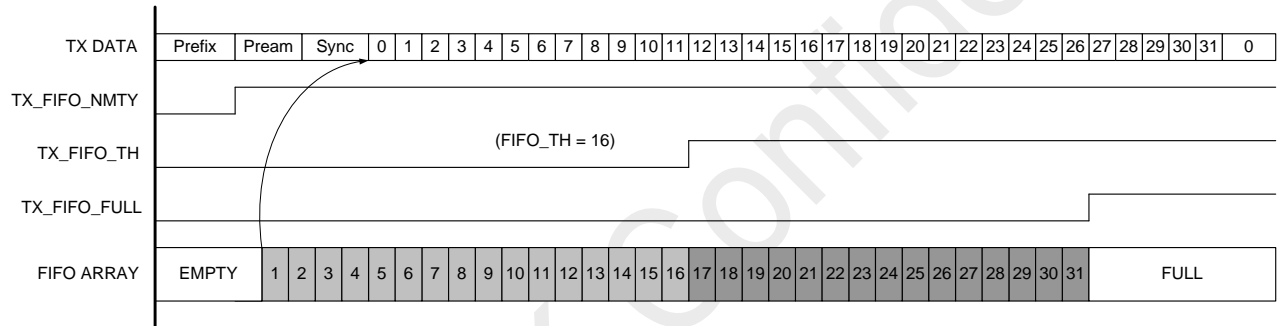 TX DATA Prefix Pream Sync 0 1 2 3 4 5 6 7 8 9 10 11 12 13 14 15 16 17 18 19 20 21 22 23 24 25 26 27 28 29 30 31 0
TX_FIFO_NMTY
(FIFO_TH = 16)
TX_FIFO_TH
TX_FIFO_FULL
FIFO ARRAY EMPTY 1 2 3 4 5 6 7 8 9 10 11 12 13 14 15 16 17 18 19 20 21 22 23 24 25 26 27 28 29 30 31 FULL